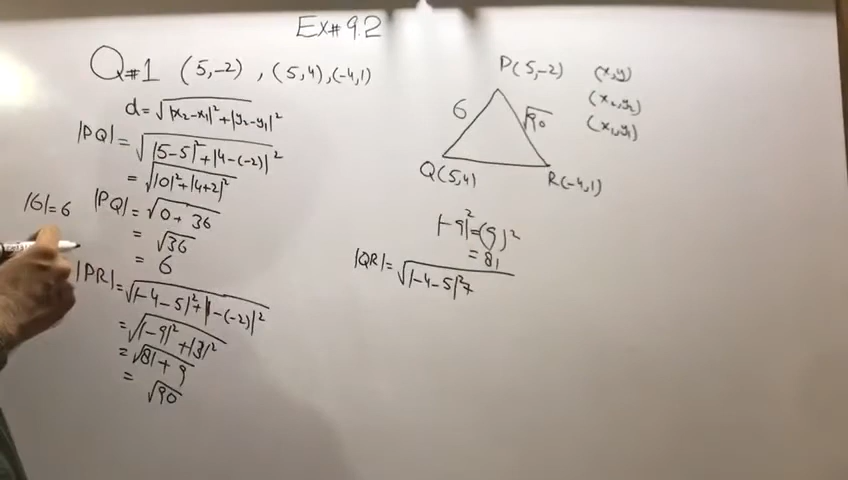 Ex# 9.2
Q#1 (5,-2) , (5,4) , (-4,1)
d=√|x₂-x₁|²+|y₂-y₁|²
|PQ|=√|5-5|²+|4-(-2)|²
=√|0|²+|4+2|²
|PQ|=√0+36
=√36
=6
|6|=6
|PR|=√|-4-5|²+|1-(-2)|²
=√|-9|²+|3|²
=√81+9
=√90
P(5,-2)
6
√90
Q(5,4)
R(-4,1)
(x,y)
(x₂,y₂)
(x₁,y₁)
|-9|²=(9)²
=81
|QR|=√|-4-5|²+